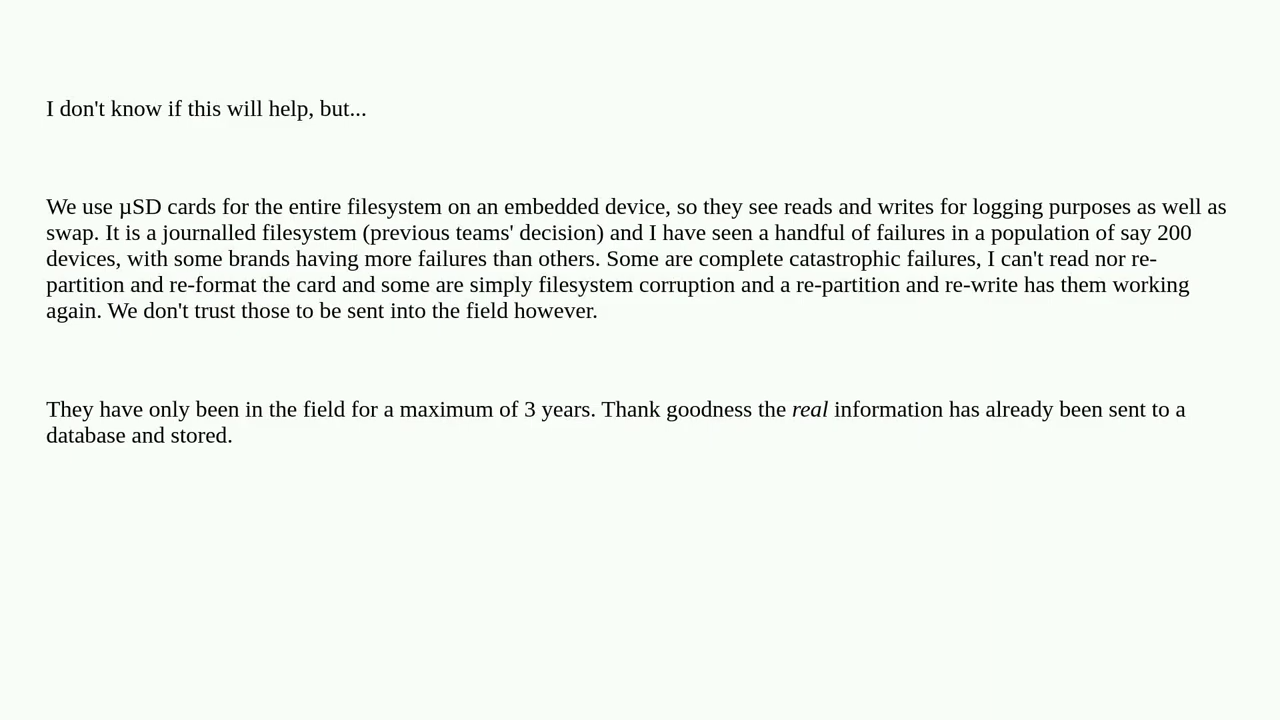 I don't know if this will help, but...
We use µSD cards for the entire filesystem on an embedded device, so they see reads and writes for logging purposes as well as
swap. It is a journalled filesystem (previous teams' decision) and I have seen a handful of failures in a population of say 200
devices, with some brands having more failures than others. Some are complete catastrophic failures, I can't read nor re-
partition and re-format the card and some are simply filesystem corruption and a re-partition and re-write has them working
again. We don't trust those to be sent into the field however.
They have only been in the field for a maximum of 3 years. Thank goodness the real information has already been sent to a
database and stored.